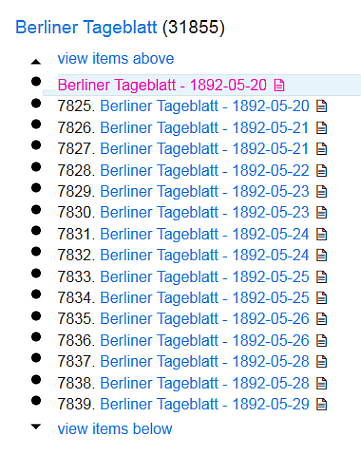 Berliner Tageblatt (31855)
view items above
Berliner Tageblatt - 1892-05-20
7825. Berliner Tageblatt - 1892-05-20
7826. Berliner Tageblatt - 1892-05-21
7827. Berliner Tageblatt - 1892-05-21
7828. Berliner Tageblatt - 1892-05-22
7829. Berliner Tageblatt - 1892-05-23
7830. Berliner Tageblatt - 1892-05-23
7831. Berliner Tageblatt - 1892-05-24
7832. Berliner Tageblatt - 1892-05-24
7833. Berliner Tageblatt - 1892-05-25
7834. Berliner Tageblatt - 1892-05-25
7835. Berliner Tageblatt - 1892-05-26
7836. Berliner Tageblatt - 1892-05-26
7837. Berliner Tageblatt - 1892-05-28
7838. Berliner Tageblatt - 1892-05-28
7839. Berliner Tageblatt - 1892-05-29
view items below